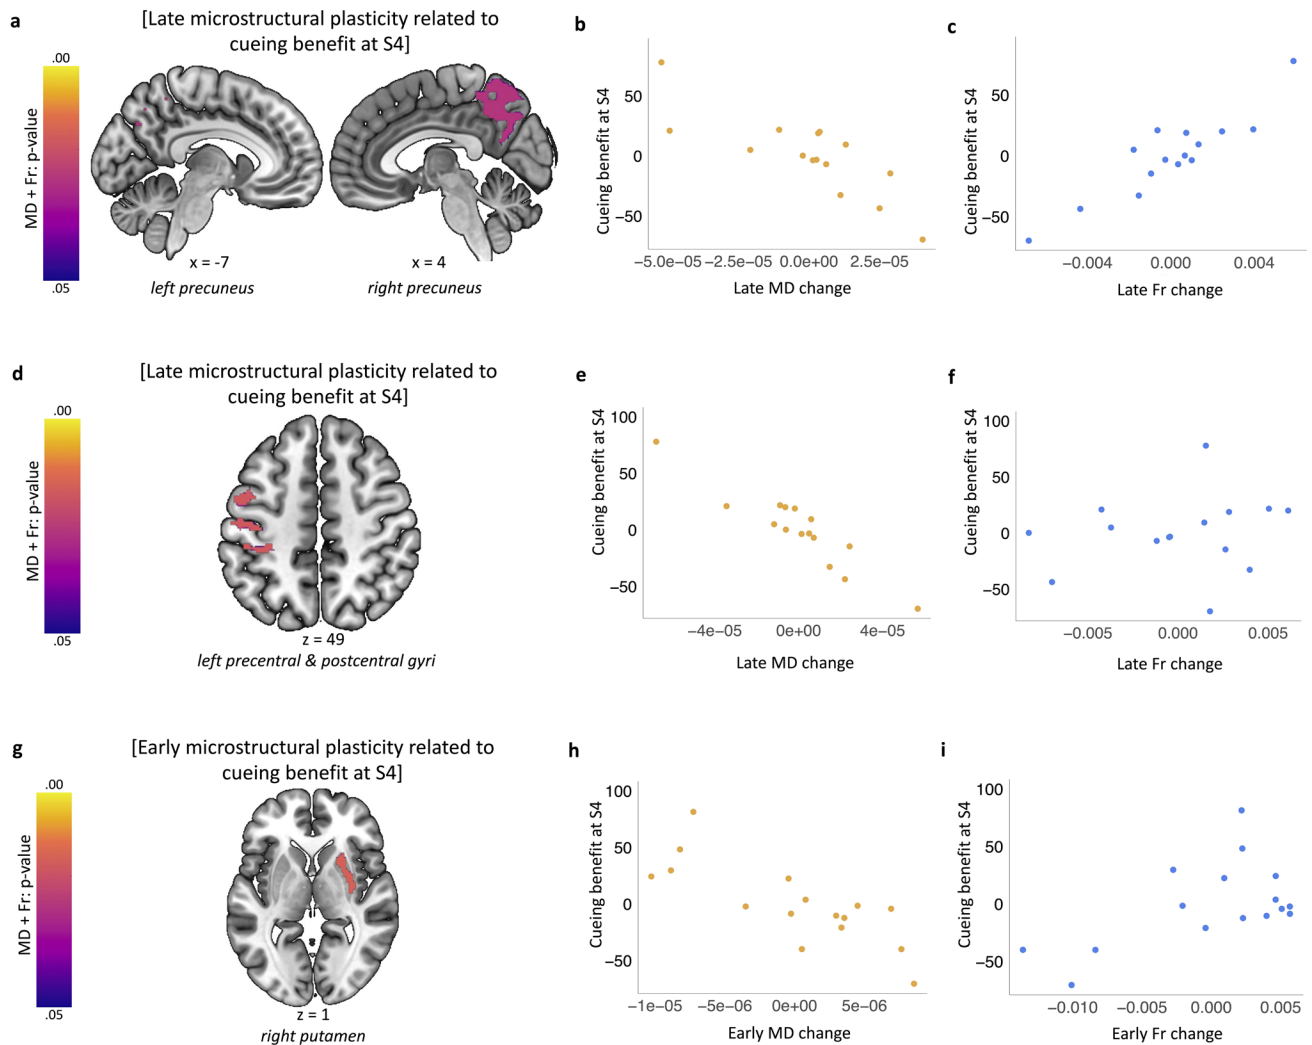 a
[Late microstructural plasticity related to
cueing benefit at S4]
.00
MD + Fr: p-value
.05
x = -7
left precuneus
x = 4
right precuneus
b
Cueing benefit at S4
50
0
−50
−5.0e−05 −2.5e−05 0.0e+00 2.5e−05
Late MD change
c
Cueing benefit at S4
50
0
−50
−0.004 0.000 0.004
Late Fr change
d
[Late microstructural plasticity related to
cueing benefit at S4]
.00
MD + Fr: p-value
.05
z = 49
left precentral & postcentral gyri
e
Cueing benefit at S4
100
50
0
−50
−4e−05 0e+00 4e−05
Late MD change
f
Cueing benefit at S4
100
50
0
−50
−0.005 0.000 0.005
Late Fr change
g
[Early microstructural plasticity related to
cueing benefit at S4]
.00
MD + Fr: p-value
.05
z = 1
right putamen
h
Cueing benefit at S4
100
50
0
−50
−1e−05 −5e−06 0e+00 5e−06
Early MD change
i
Cueing benefit at S4
100
50
0
−50
−0.010 −0.005 0.000 0.005
Early Fr change